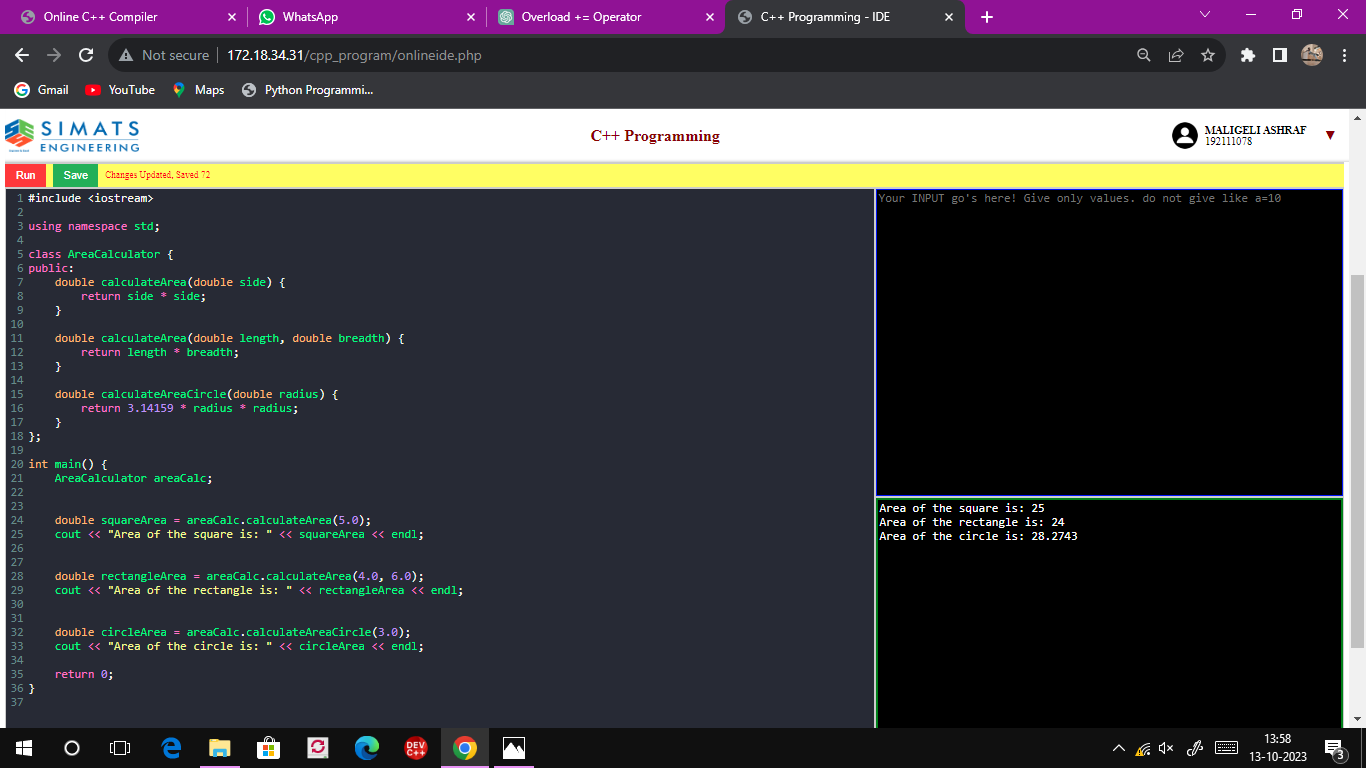 Online C++ Compiler
WhatsApp
Overload += Operator
C++ Programming - IDE
Not secure
172.18.34.31/cpp_program/onlineide.php
Gmail
YouTube
Maps
Python Programmi...
SIMATS
ENGINEERING
C++ Programming
MALIGELI ASHRAF
192111078
Run
Save
Changes Updated, Saved 72
1 #include <iostream>
2
3 using namespace std;
4
5 class AreaCalculator {
6 public:
7     double calculateArea(double side) {
8         return side * side;
9     }
10
11     double calculateArea(double length, double breadth) {
12         return length * breadth;
13     }
14
15     double calculateAreaCircle(double radius) {
16         return 3.14159 * radius * radius;
17     }
18 };
19
20 int main() {
21     AreaCalculator areaCalc;
22
23
24     double squareArea = areaCalc.calculateArea(5.0);
25     cout << "Area of the square is: " << squareArea << endl;
26
27
28     double rectangleArea = areaCalc.calculateArea(4.0, 6.0);
29     cout << "Area of the rectangle is: " << rectangleArea << endl;
30
31
32     double circleArea = areaCalc.calculateAreaCircle(3.0);
33     cout << "Area of the circle is: " << circleArea << endl;
34
35     return 0;
36 }
37
Your INPUT go's here! Give only values. do not give like a=10
Area of the square is: 25
Area of the rectangle is: 24
Area of the circle is: 28.2743
DEV
C++
13:58
13-10-2023
3